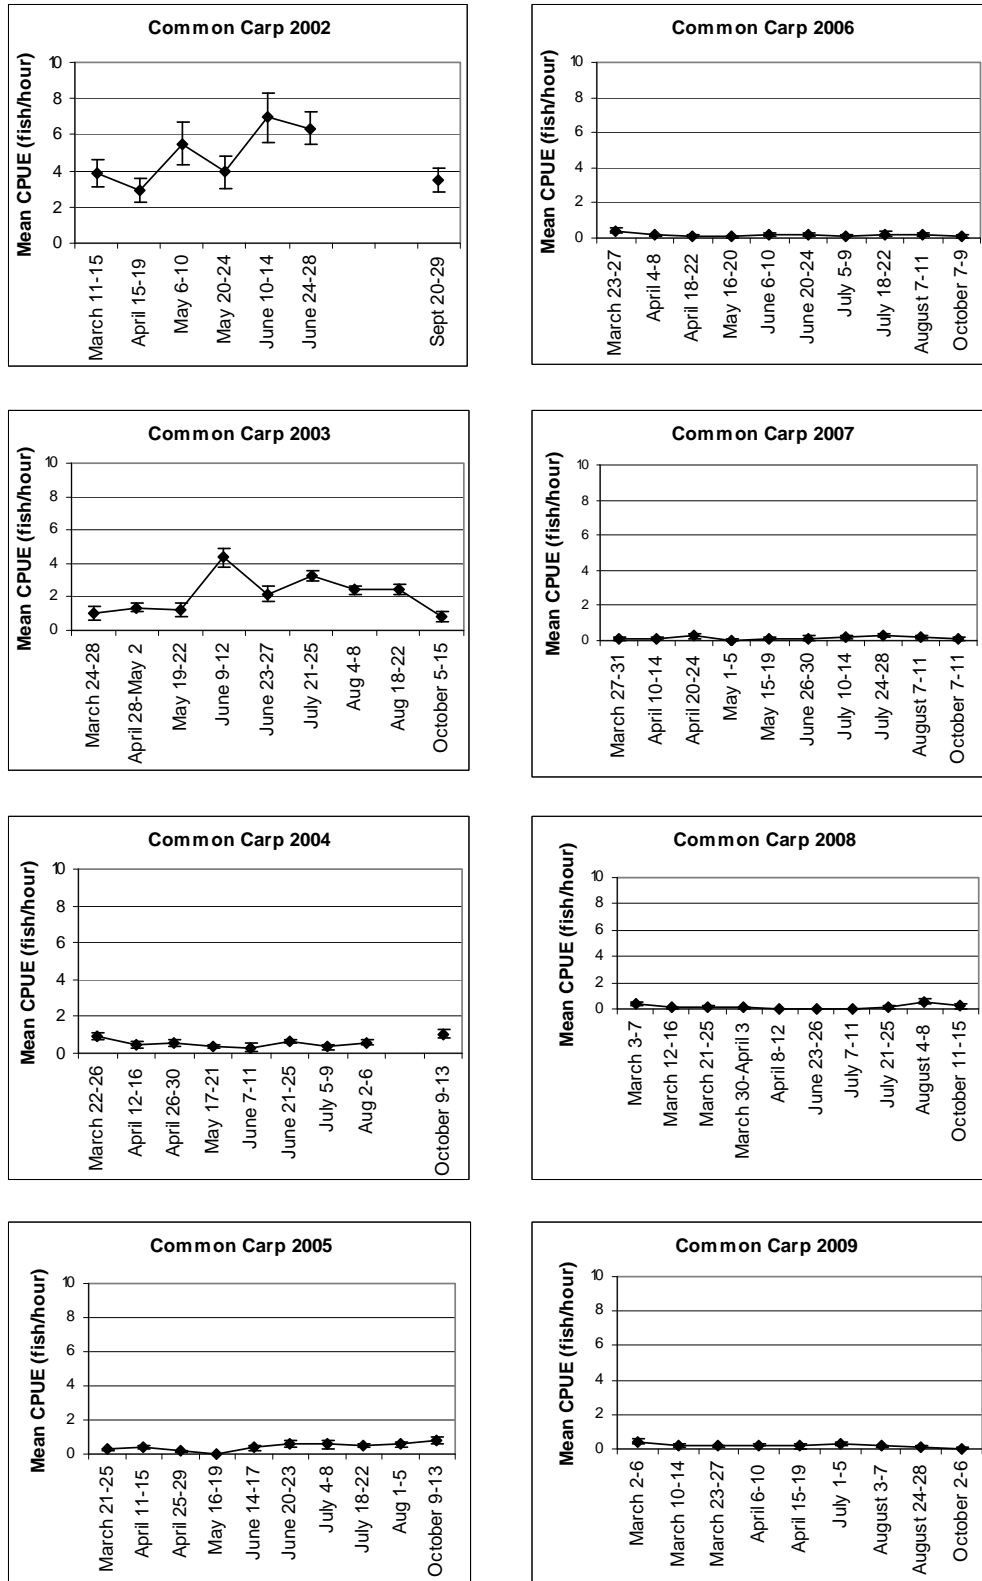 Common Carp 2002
Mean CPUE (fish/hour)
10
8
6
4
2
0
March 11-15
April 15-19
May 6-10
May 20-24
June 10-14
June 24-28
Sept 20-29
Common Carp 2003
Mean CPUE (fish/hour)
10
8
6
4
2
0
March 24-28
April 28-May 2
May 19-22
June 9-12
June 23-27
July 21-25
Aug 4-8
Aug 18-22
October 5-15
Common Carp 2004
Mean CPUE (fish/hour)
10
8
6
4
2
0
March 22-26
April 12-16
April 26-30
May 17-21
June 7-11
June 21-25
July 5-9
Aug 2-6
October 9-13
Common Carp 2005
Mean CPUE (fish/hour)
10
8
6
4
2
0
March 21-25
April 11-15
April 25-29
May 16-19
June 14-17
June 20-23
July 4-8
July 18-22
Aug 1-5
October 9-13
Common Carp 2006
Mean CPUE (fish/hour)
10
8
6
4
2
0
March 23-27
April 4-8
April 18-22
May 16-20
June 6-10
June 20-24
July 5-9
July 18-22
August 7-11
October 7-9
Common Carp 2007
Mean CPUE (fish/hour)
10
8
6
4
2
0
March 27-31
April 10-14
April 20-24
May 1-5
May 15-19
June 26-30
July 10-14
July 24-28
August 7-11
October 7-11
Common Carp 2008
Mean CPUE (fish/hour)
10
8
6
4
2
0
March 3-7
March 12-16
March 21-25
March 30-April 3
April 8-12
June 23-26
July 7-11
July 21-25
August 4-8
October 11-15
Common Carp 2009
Mean CPUE (fish/hour)
10
8
6
4
2
0
March 2-6
March 10-14
March 23-27
April 6-10
April 15-19
July 1-5
August 3-7
August 24-28
October 2-6